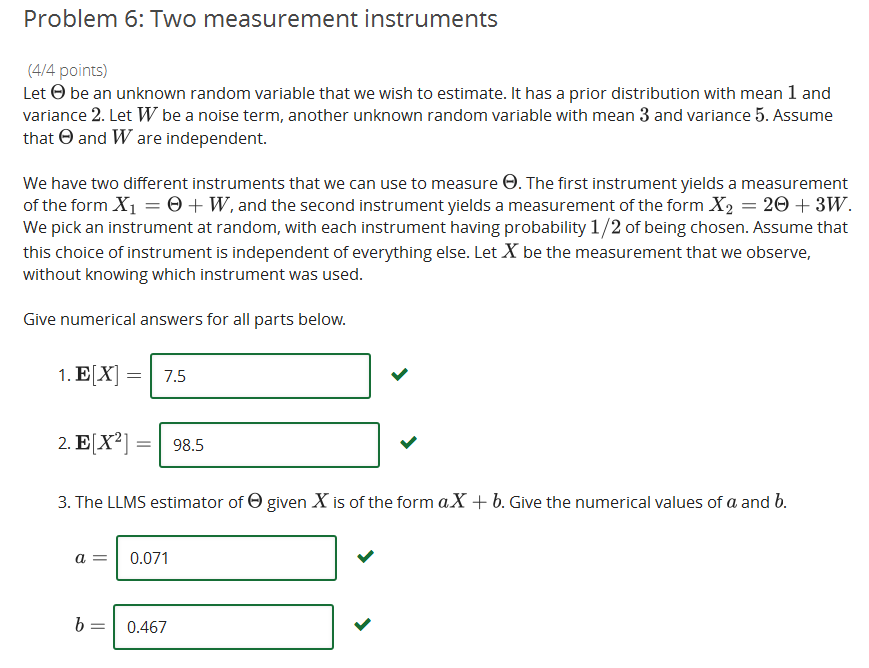 Problem 6: Two measurement instruments
(4/4 points)
Let Θ be an unknown random variable that we wish to estimate. It has a prior distribution with mean 1 and
variance 2. Let W be a noise term, another unknown random variable with mean 3 and variance 5. Assume
that Θ and W are independent.
We have two different instruments that we can use to measure Θ. The first instrument yields a measurement
of the form X₁ = Θ + W, and the second instrument yields a measurement of the form X₂ = 2Θ + 3W.
We pick an instrument at random, with each instrument having probability 1/2 of being chosen. Assume that
this choice of instrument is independent of everything else. Let X be the measurement that we observe,
without knowing which instrument was used.
Give numerical answers for all parts below.
1. E[X] = 7.5
2. E[X²] = 98.5
3. The LLMS estimator of Θ given X is of the form aX + b. Give the numerical values of a and b.
a = 0.071
b = 0.467